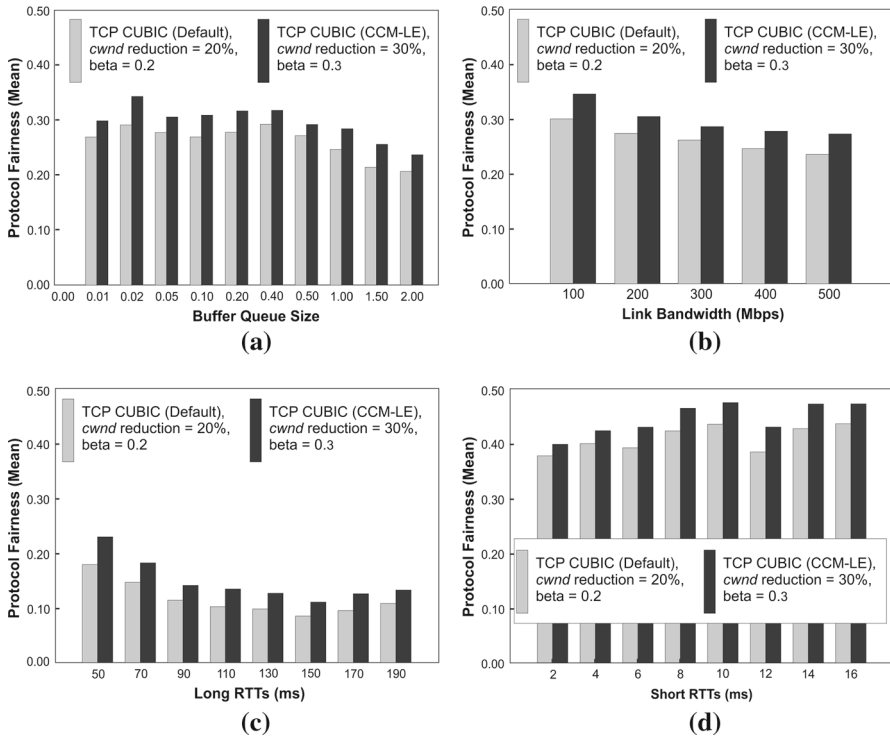 0.50
0.40
0.30
0.20
0.10
0.00
Protocol Fairness (Mean)
TCP CUBIC (Default),
cwnd reduction = 20%,
beta = 0.2
TCP CUBIC (CCM-LE),
cwnd reduction = 30%,
beta = 0.3
0.00 0.01 0.02 0.05 0.10 0.20 0.40 0.50 1.00 1.50 2.00
Buffer Queue Size
(a)
0.50
0.40
0.30
0.20
0.10
0.00
Protocol Fairness (Mean)
TCP CUBIC (Default),
cwnd reduction = 20%,
beta = 0.2
TCP CUBIC (CCM-LE),
cwnd reduction = 30%,
beta = 0.3
100 200 300 400 500
Link Bandwidth (Mbps)
(b)
0.50
0.40
0.30
0.20
0.10
0.00
Protocol Fairness (Mean)
TCP CUBIC (Default),
cwnd reduction = 20%,
beta = 0.2
TCP CUBIC (CCM-LE),
cwnd reduction = 30%,
beta = 0.3
50 70 90 110 130 150 170 190
Long RTTs (ms)
(c)
0.50
0.40
0.30
0.20
0.10
0.00
Protocol Fairness (Mean)
TCP CUBIC (Default),
cwnd reduction = 20%,
beta = 0.2
TCP CUBIC (CCM-LE),
cwnd reduction = 30%,
beta = 0.3
2 4 6 8 10 12 14 16
Short RTTs (ms)
(d)